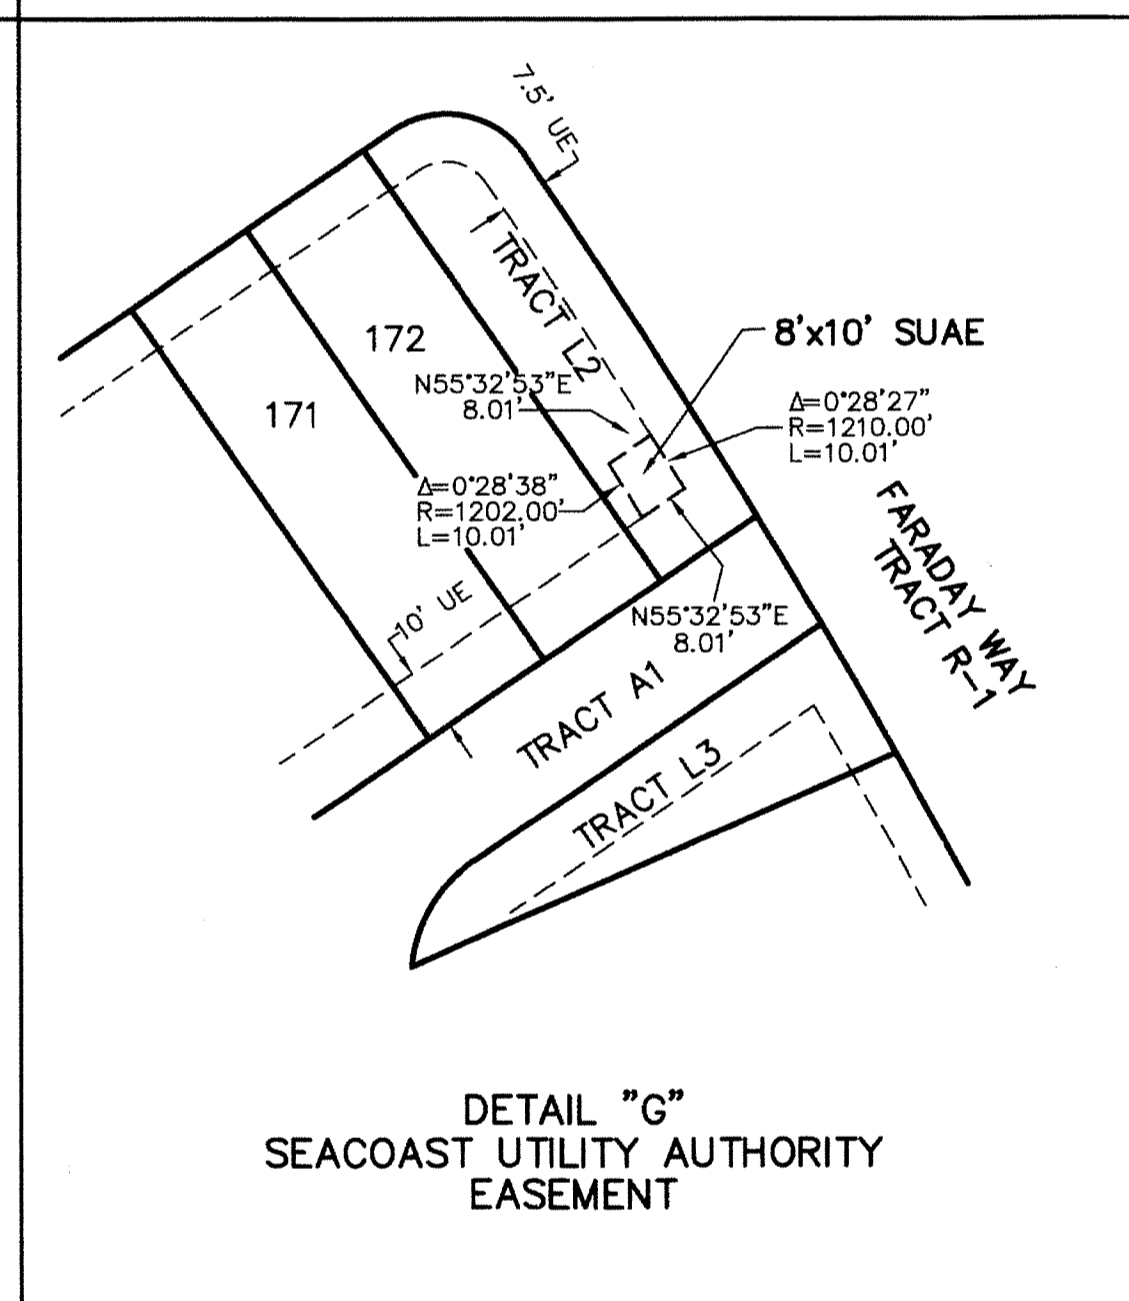 7.5' UE
TRACT L2
8'x10' SUAE
172
N55°32'53"E
8.01'
Δ=0°28'27"
R=1210.00'
L=10.01'
171
Δ=0°28'38"
R=1202.00'
L=10.01'
FARADAY WAY
TRACT R-1
10' UE
N55°32'53"E
8.01'
TRACT A1
TRACT L3
DETAIL "G"
SEACOAST UTILITY AUTHORITY
EASEMENT